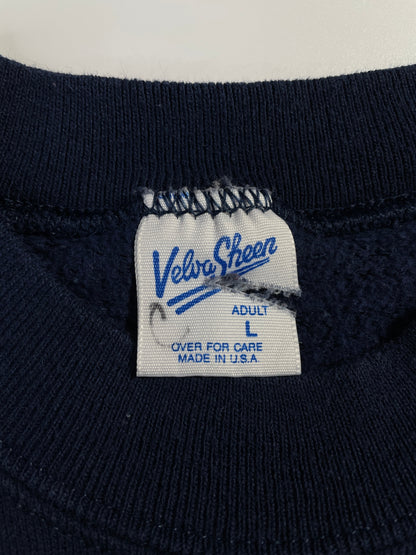 Velva Sheen
ADULT
L
OVER FOR CARE
MADE IN U.S.A
C